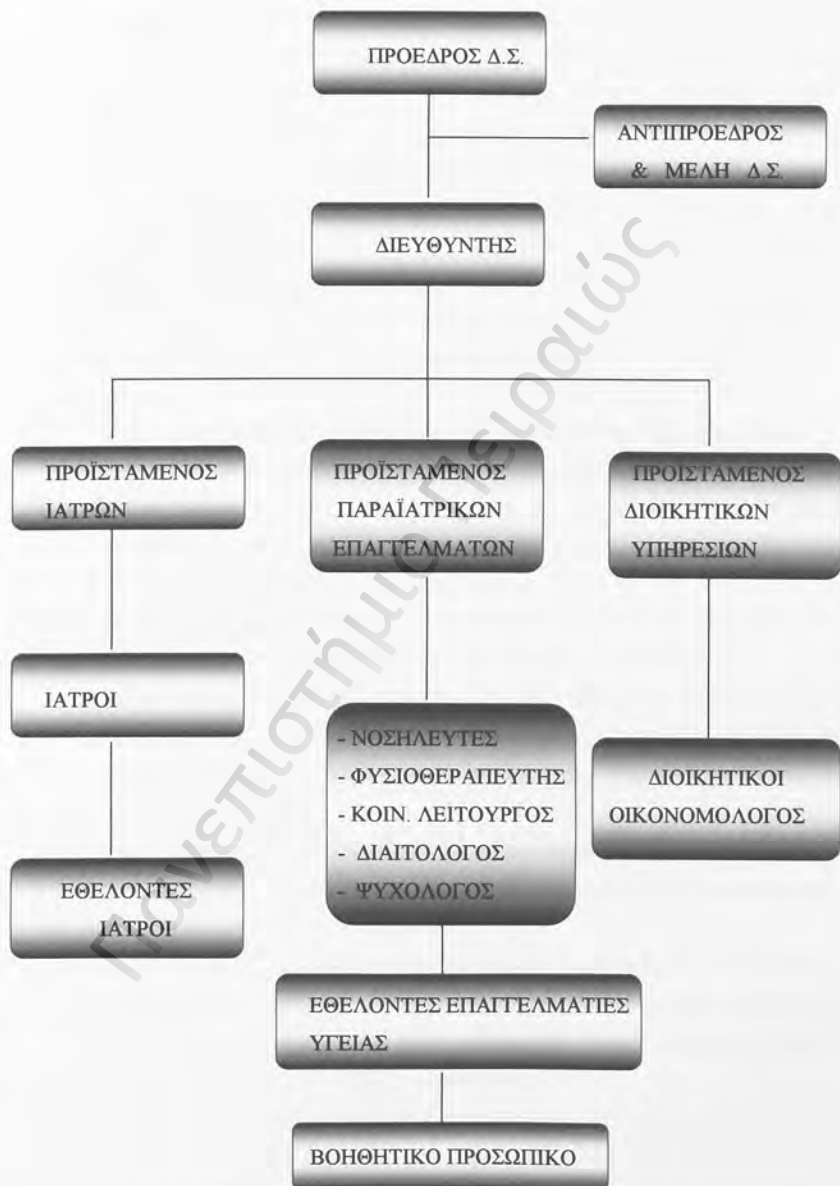 ΠΡΟΕΔΡΟΣ Δ.Σ.
ΑΝΤΙΠΡΟΕΔΡΟΣ
& ΜΕΛΗ Δ.Σ.
ΔΙΕΥΘΥΝΤΗΣ
ΠΡΟΪΣΤΑΜΕΝΟΣ
ΙΑΤΡΩΝ
ΠΡΟΪΣΤΑΜΕΝΟΣ
ΠΑΡΑΪΑΤΡΙΚΩΝ
ΕΠΑΓΓΕΛΜΑΤΩΝ
ΠΡΟΪΣΤΑΜΕΝΟΣ
ΔΙΟΙΚΗΤΙΚΩΝ
ΥΠΗΡΕΣΙΩΝ
ΙΑΤΡΟΙ
- ΝΟΣΗΛΕΥΤΕΣ
- ΦΥΣΙΟΘΕΡΑΠΕΥΤΗΣ
- ΚΟΙΝ. ΛΕΙΤΟΥΡΓΟΣ
- ΔΙΑΙΤΟΛΟΓΟΣ
- ΨΥΧΟΛΟΓΟΣ
ΔΙΟΙΚΗΤΙΚΟΙ
ΟΙΚΟΝΟΜΟΛΟΓΟΣ
ΕΘΕΛΟΝΤΕΣ
ΙΑΤΡΟΙ
ΕΘΕΛΟΝΤΕΣ ΕΠΑΓΓΕΛΜΑΤΙΕΣ
ΥΓΕΙΑΣ
ΒΟΗΘΗΤΙΚΟ ΠΡΟΣΩΠΙΚΟ
Πανεπιστήμιο Πειραιώς